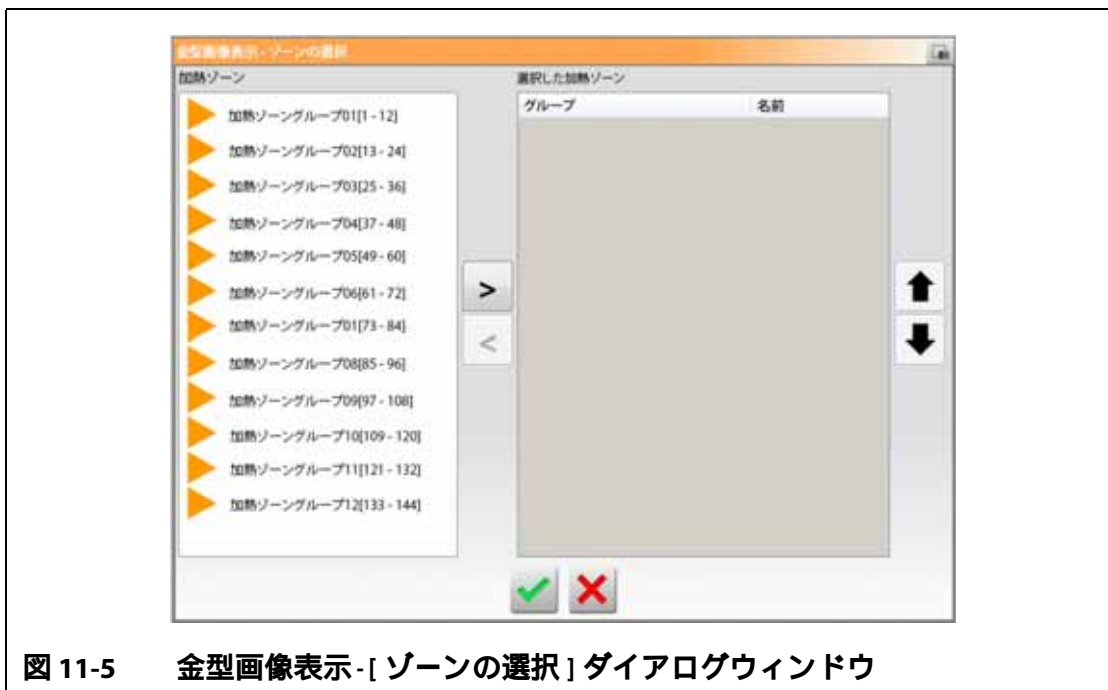 金型画像表示 - ゾーンの選択
加熱ゾーン
選択した加熱ゾーン
グループ 名前
加熱ゾーングループ01[1 - 12]
加熱ゾーングループ02[13 - 24]
加熱ゾーングループ03[25 - 36]
加熱ゾーングループ04[37 - 48]
加熱ゾーングループ05[49 - 60]
加熱ゾーングループ06[61 - 72]
加熱ゾーングループ01[73 - 84]
加熱ゾーングループ08[85 - 96]
加熱ゾーングループ09[97 - 108]
加熱ゾーングループ10[109 - 120]
加熱ゾーングループ11[121 - 132]
加熱ゾーングループ12[133 - 144]
>
<
図 11-5 金型画像表示 - [ ゾーンの選択 ] ダイアログウィンドウ